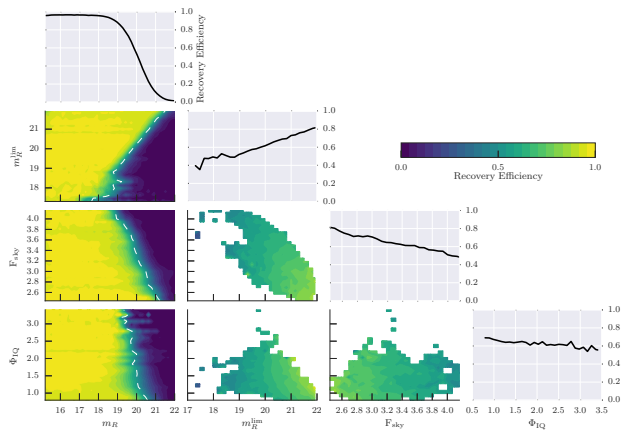 1.0
0.8
0.6
0.4
0.2
0.0
Recovery Efficiency
21
20
19
18
m_R^lim
1.0
0.8
0.6
0.4
0.2
0.0
0.0 0.5 1.0
Recovery Efficiency
4.0
3.8
3.6
3.4
3.2
3.0
2.8
2.6
F_sky
1.0
0.8
0.6
0.4
0.2
0.0
3.0
2.5
2.0
1.5
1.0
Φ_IQ
1.0
0.8
0.6
0.4
0.2
0.0
16 17 18 19 20 21 22
m_R
17 18 19 20 21 22
m_R^lim
2.6 2.8 3.0 3.2 3.4 3.6 3.8 4.0
F_sky
0.5 1.0 1.5 2.0 2.5 3.0 3.5
Φ_IQ